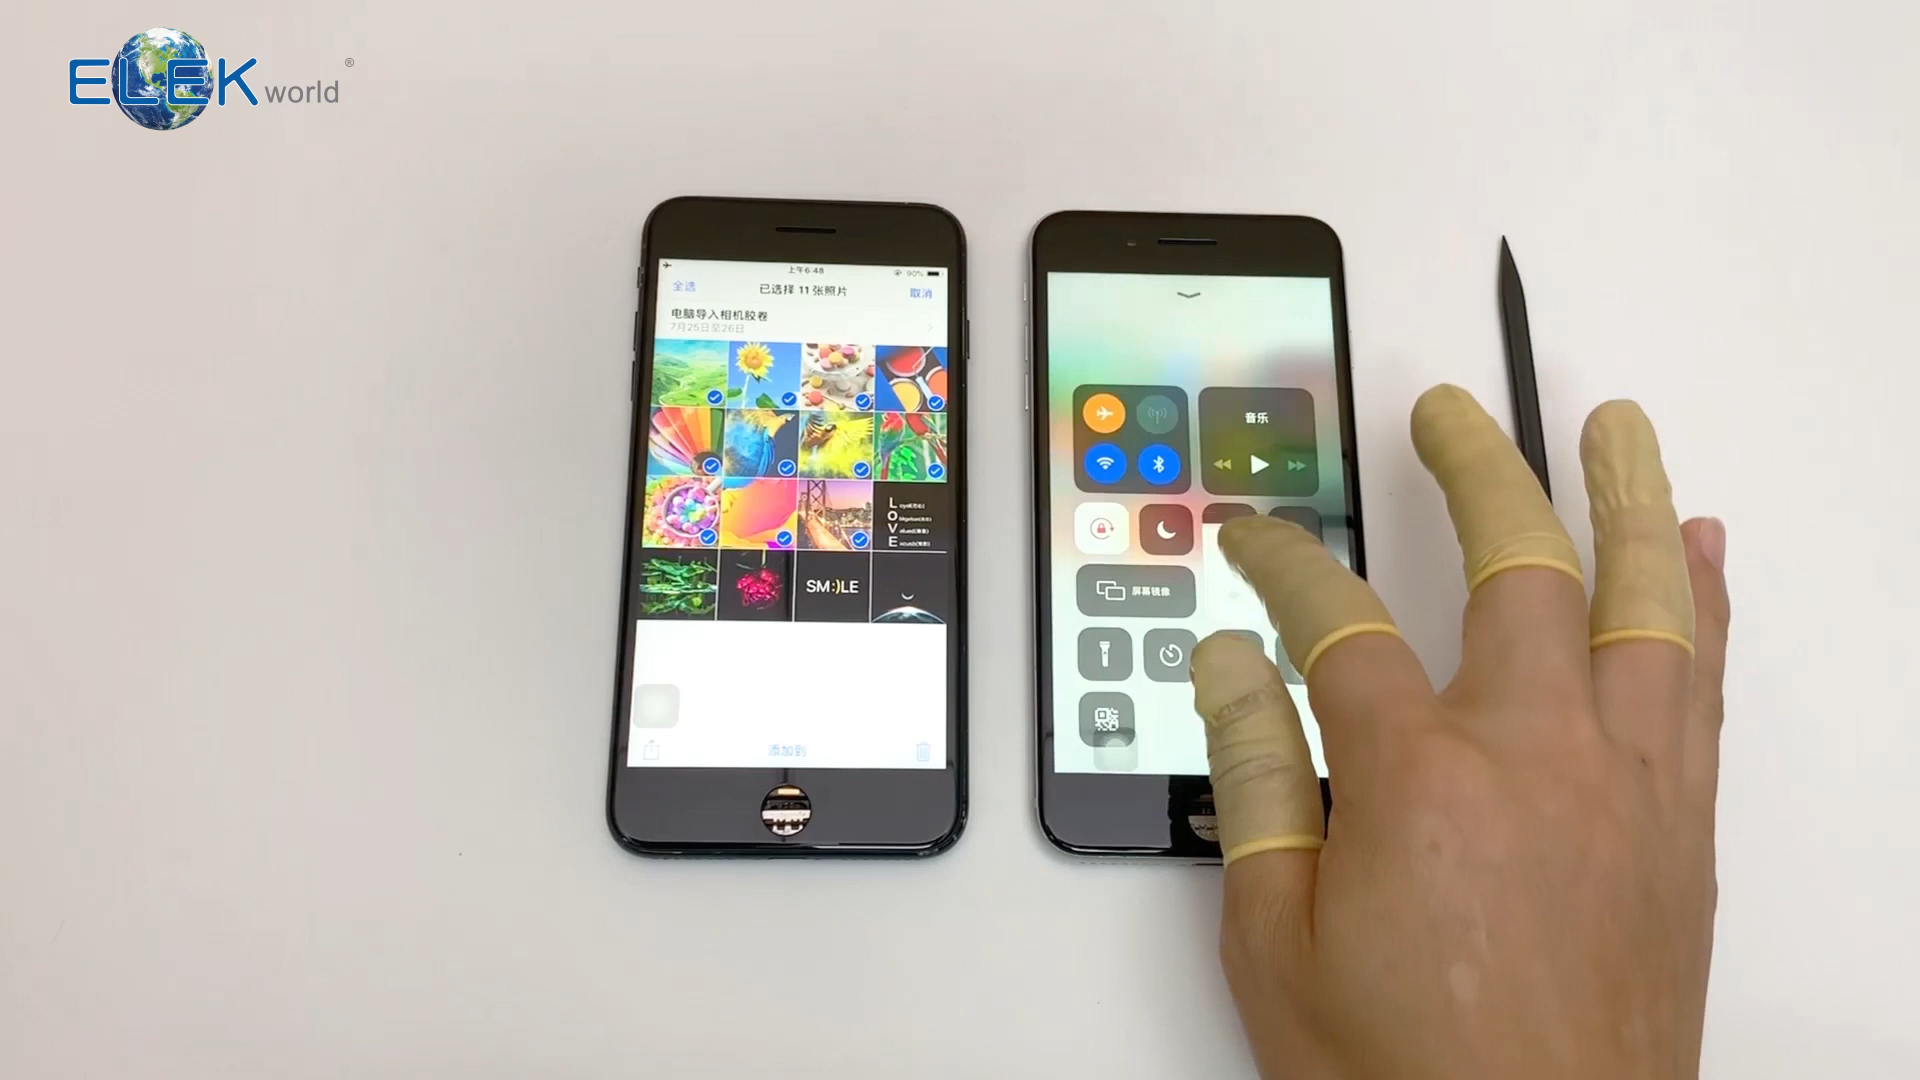 ELEK world ®
上午6:48
90%
全选
已选择 11 张照片
取消
电脑导入相机胶卷
7月25日至26日
L
O
V
E
SM:)LE
添加到
音乐
屏幕镜像